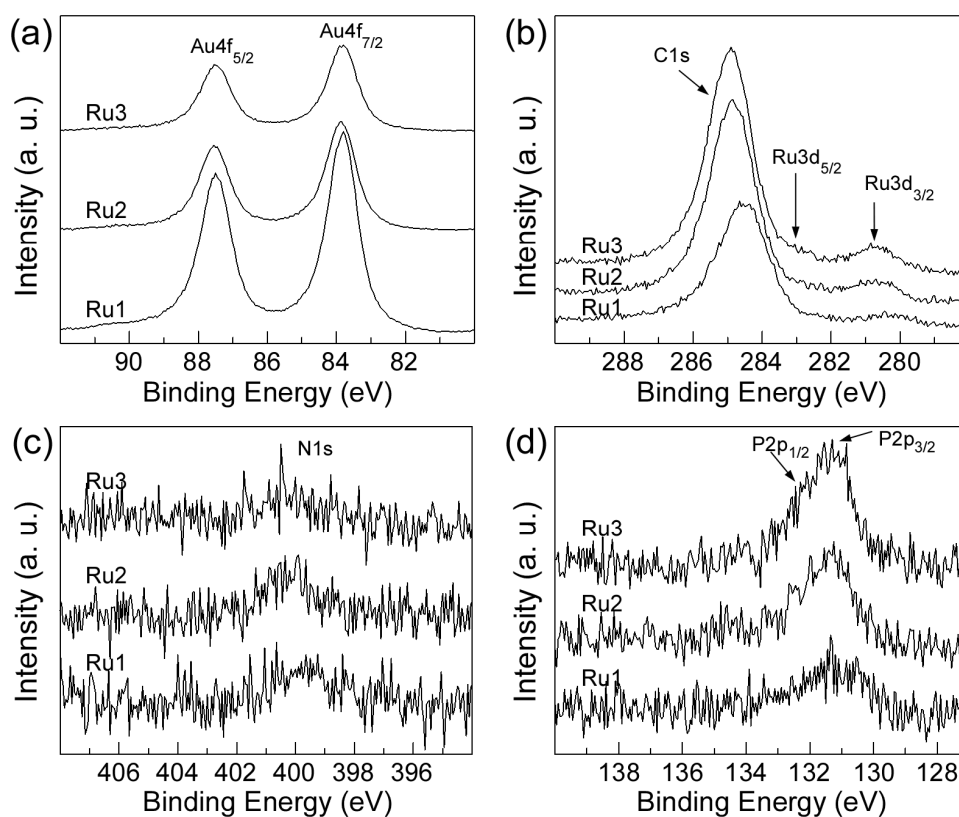 (a)
Au4f5/2
Au4f7/2
Ru3
Ru2
Ru1
Intensity (a. u.)
90 88 86 84 82
Binding Energy (eV)
(b)
C1s
Ru3d5/2
Ru3d3/2
Ru3
Ru2
Ru1
Intensity (a. u.)
288 286 284 282 280
Binding Energy (eV)
(c)
N1s
Ru3
Ru2
Ru1
Intensity (a. u.)
406 404 402 400 398 396
Binding Energy (eV)
(d)
P2p1/2
P2p3/2
Ru3
Ru2
Ru1
Intensity (a. u.)
138 136 134 132 130 128
Binding Energy (eV)